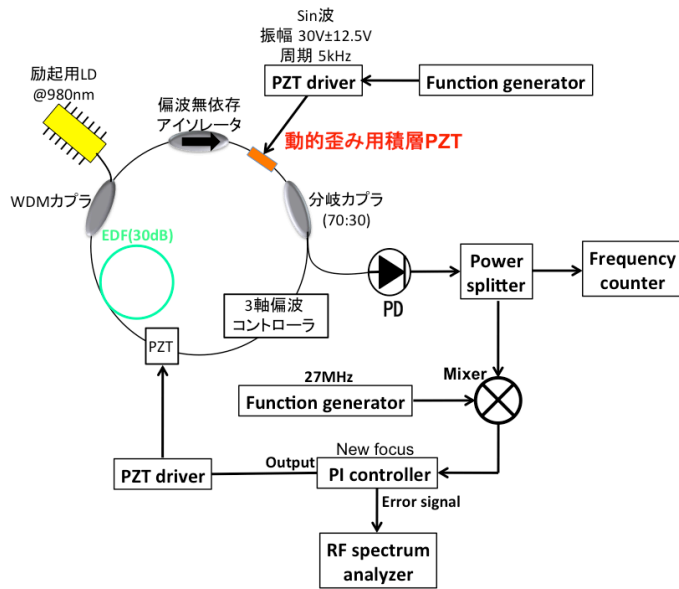 Sin波
振幅 30V±12.5V
周期 5kHz
励起用LD
@980nm
偏波無依存
アイソレータ
PZT driver
Function generator
動的歪み用積層PZT
WDMカプラ
分岐カプラ
(70:30)
EDF(30dB)
Power
splitter
Frequency
counter
3軸偏波
コントローラ
PD
PZT
27MHz
Mixer
Function generator
New focus
Output
PI controller
PZT driver
Error signal
RF spectrum
analyzer